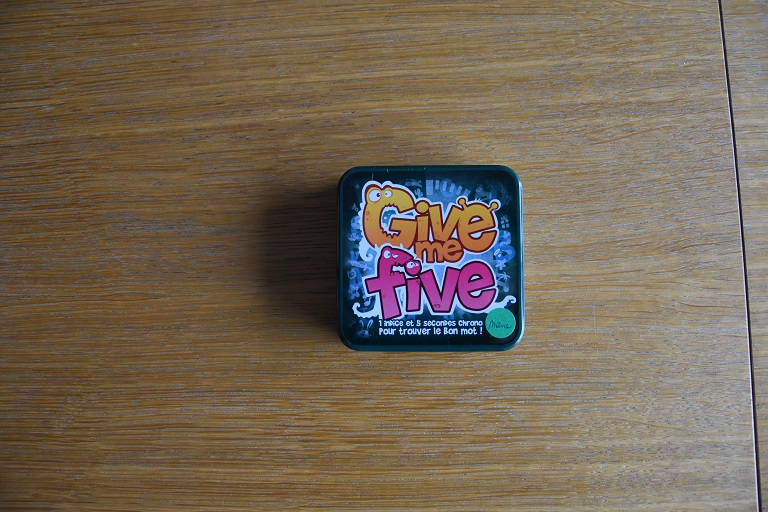 Give
me
five
1 indice et 5 secondes chrono
Pour trouver le Bon mot !